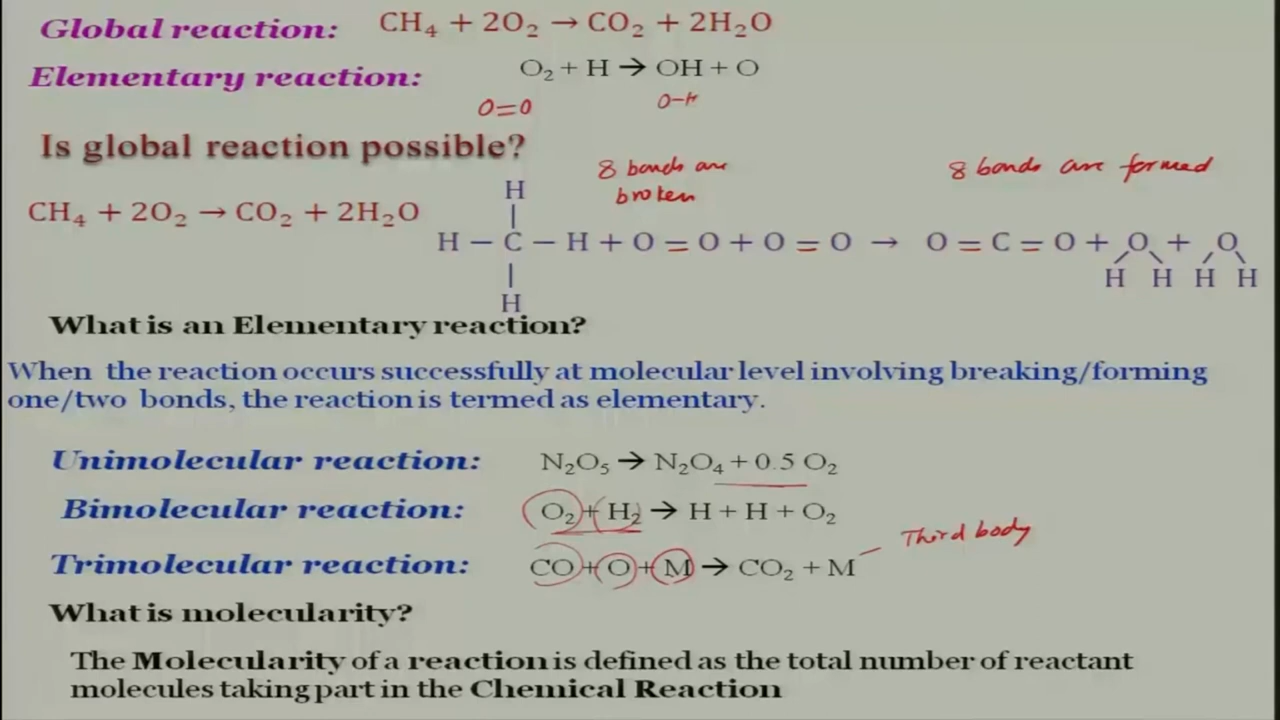 Global reaction: CH₄ + 2O₂ → CO₂ + 2H₂O
Elementary reaction: O₂ + H → OH + O
O=O O-H
Is global reaction possible?
8 bonds are broken
8 bonds are formed
CH₄ + 2O₂ → CO₂ + 2H₂O
H
|
H – C – H + O = O + O = O → O = C = O + O + O
| H H H H
H
What is an Elementary reaction?
When the reaction occurs successfully at molecular level involving breaking/forming
one/two bonds, the reaction is termed as elementary.
Unimolecular reaction: N₂O₅ → N₂O₄ + 0.5 O₂
Bimolecular reaction: O₂ + H₂ → H + H + O₂
Third body
Trimolecular reaction: CO + O + M → CO₂ + M
What is molecularity?
The Molecularity of a reaction is defined as the total number of reactant
molecules taking part in the Chemical Reaction